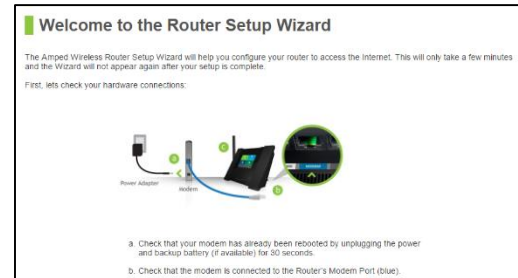 Welcome to the Router Setup Wizard
The Amped Wireless Router Setup Wizard will help you configure your router to access the Internet. This will only take a few minutes
and the Wizard will not appear again after your setup is complete.
First, lets check your hardware connections:
a
c
Power Adapter
Modem
b
a. Check that your modem has already been rebooted by unplugging the power
and backup battery (if available) for 30 seconds.
b. Check that the modem is connected to the Router's Modem Port (blue).